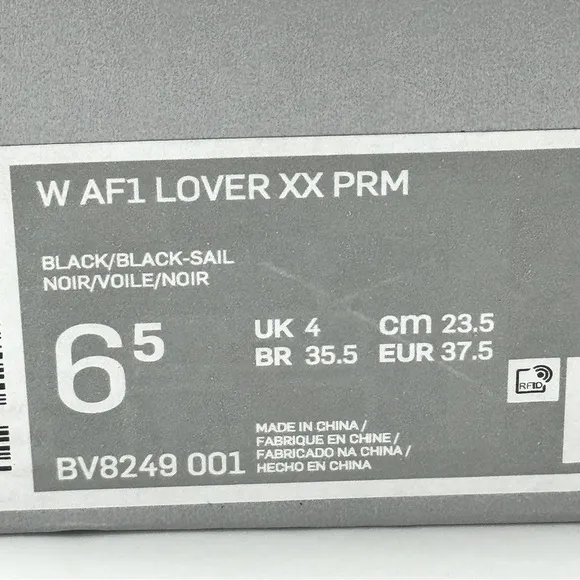 W AF1 LOVER XX PRM
BLACK/BLACK-SAIL
NOIR/VOILE/NOIR
6⁵
UK 4 cm 23.5
BR 35.5 EUR 37.5
RFID
BV8249 001
MADE IN CHINA /
FABRIQUE EN CHINE /
FABRICADO NA CHINA /
HECHO EN CHINA